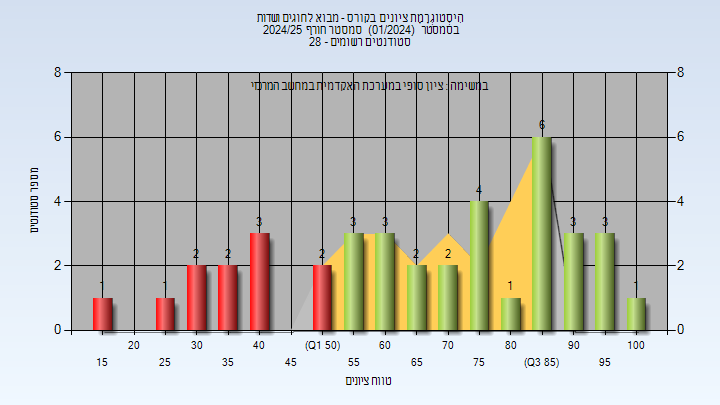 היסטוגרמת ציונים בקורס - מבוא לחוגים ושדות
בסמסטר (01/2024) סמסטר חורף 2024/25
סטודנטים רשומים - 28
במשימה : ציון סופי במערכת האקדמית במחשב המרכזי
8 8
6 6
4 4
2 2
0 0
מספר סטודנטים
1 1 2 2 3 2 3 3 2 2 4 1 6 3 3 1
20 30 40 (Q1 50) 60 70 80 90 100
15 25 35 45 55 65 75 (Q3 85) 95
טווח ציונים